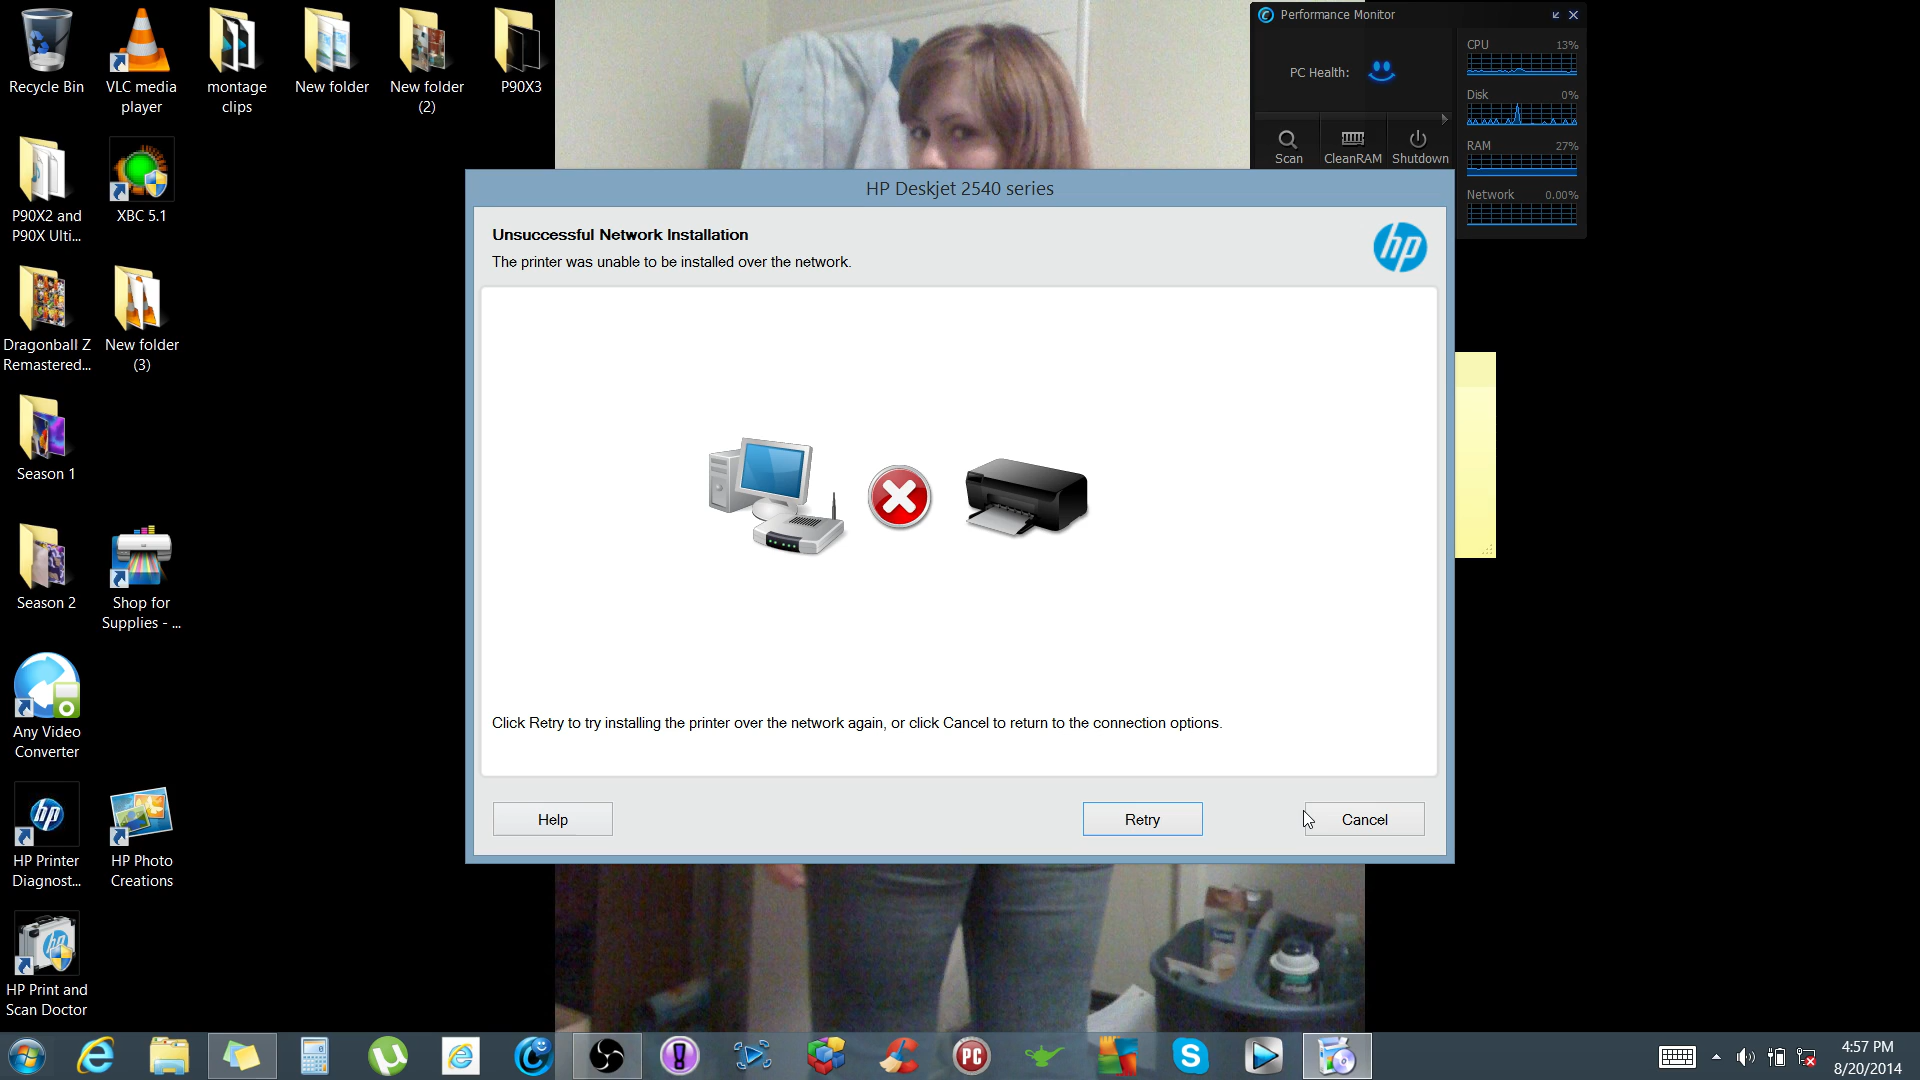 Recycle Bin
VLC media
player
montage
clips
New folder
New folder
(2)
P90X3
P90X2 and
P90X Ulti...
XBC 5.1
Dragonball Z
Remastered...
New folder
(3)
Season 1
Season 2
Shop for
Supplies - ...
Any Video
Converter
HP Printer
Diagnost...
HP Photo
Creations
HP Print and
Scan Doctor
Performance Monitor
PC Health:
Scan
CleanRAM
Shutdown
CPU 13%
Disk 0%
RAM 27%
Network 0.00%
HP Deskjet 2540 series
Unsuccessful Network Installation
The printer was unable to be installed over the network.
hp
Click Retry to try installing the printer over the network again, or click Cancel to return to the connection options.
Help
Retry
Cancel
PC
4:57 PM
8/20/2014